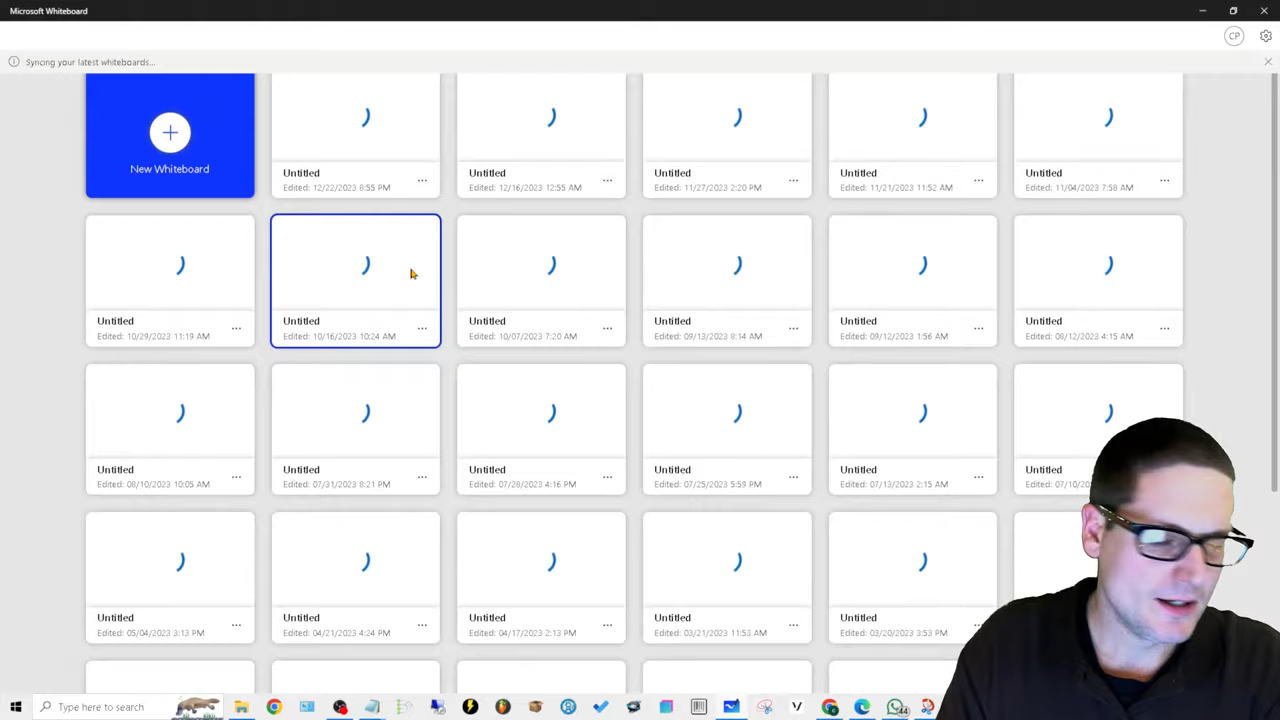 Microsoft Whiteboard
CP
Syncing your latest whiteboards...
New Whiteboard
Untitled
Edited: 12/22/2023 8:55 PM
Untitled
Edited: 12/16/2023 12:55 AM
Untitled
Edited: 11/27/2023 2:20 PM
Untitled
Edited: 11/21/2023 11:52 AM
Untitled
Edited: 11/04/2023 7:58 AM
Untitled
Edited: 10/29/2023 11:19 AM
Untitled
Edited: 10/16/2023 10:24 AM
Untitled
Edited: 10/07/2023 7:20 AM
Untitled
Edited: 09/13/2023 8:14 AM
Untitled
Edited: 09/12/2023 1:56 AM
Untitled
Edited: 08/12/2023 4:15 AM
Untitled
Edited: 08/10/2023 10:05 AM
Untitled
Edited: 07/31/2023 8:21 PM
Untitled
Edited: 07/28/2023 4:16 PM
Untitled
Edited: 07/25/2023 5:59 PM
Untitled
Edited: 07/13/2023 2:15 AM
Untitled
Edited: 07/10/20
Untitled
Edited: 05/04/2023 3:13 PM
Untitled
Edited: 04/21/2023 4:24 PM
Untitled
Edited: 04/17/2023 2:13 PM
Untitled
Edited: 03/21/2023 11:53 AM
Untitled
Edited: 03/20/2023 3:53 PM
Type here to search
V
44